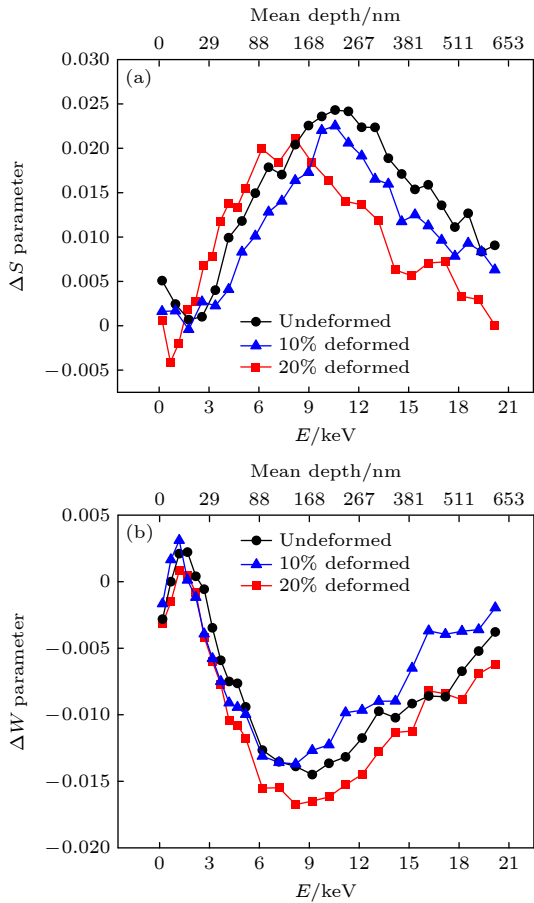 Mean depth/nm
0 29 88 168 267 381 511 653
0.030
0.025
0.020
0.015
0.010
0.005
0
−0.005
ΔS parameter
(a)
Undeformed
10% deformed
20% deformed
0 3 6 9 12 15 18 21
E/keV
Mean depth/nm
0 29 88 168 267 381 511 653
0.005
0
−0.005
−0.010
−0.015
−0.020
ΔW parameter
(b)
Undeformed
10% deformed
20% deformed
0 3 6 9 12 15 18 21
E/keV